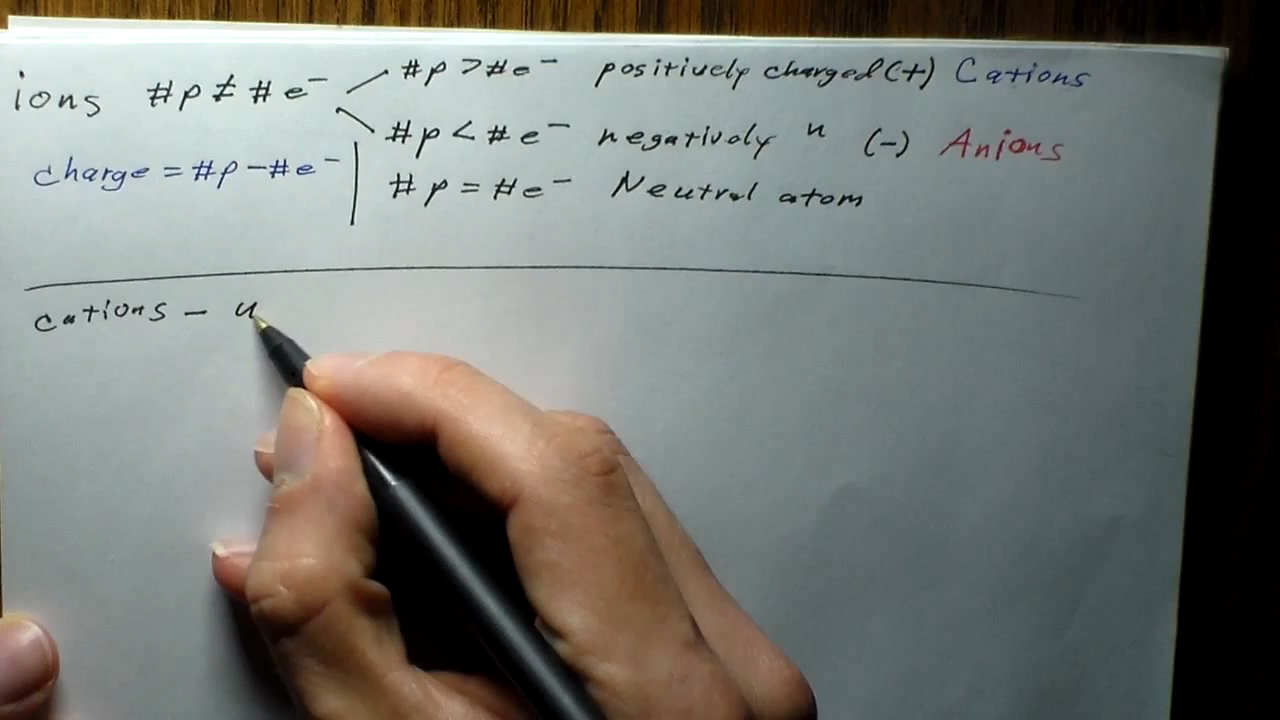 ions #p ≠ #e⁻
#p > #e⁻ positively charged (+) Cations
#p < #e⁻ negatively " (-) Anions
charge = #p - #e⁻
#p = #e⁻ Neutral atom
cations - u